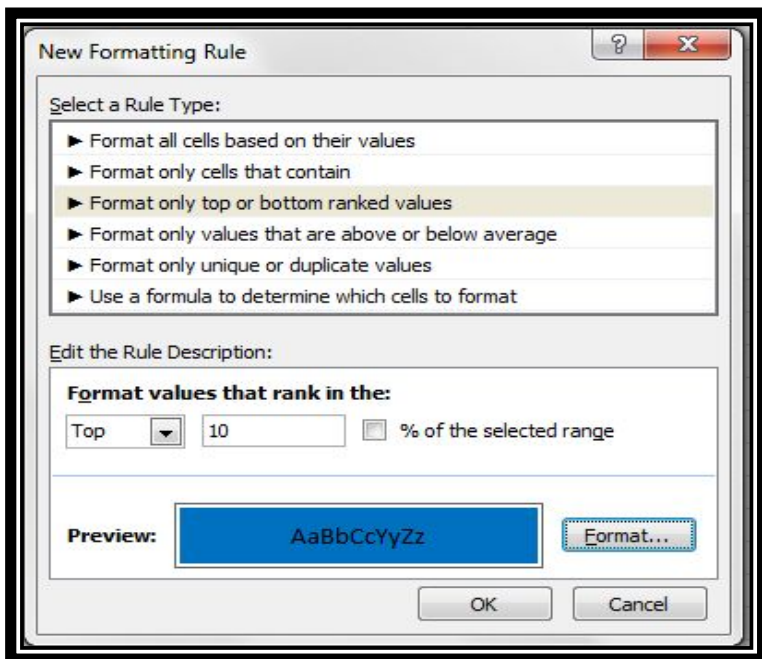 New Formatting Rule
Select a Rule Type:
► Format all cells based on their values
► Format only cells that contain
► Format only top or bottom ranked values
► Format only values that are above or below average
► Format only unique or duplicate values
► Use a formula to determine which cells to format
Edit the Rule Description:
Format values that rank in the:
Top 10 % of the selected range
Preview: AaBbCcYyZz Format...
OK Cancel